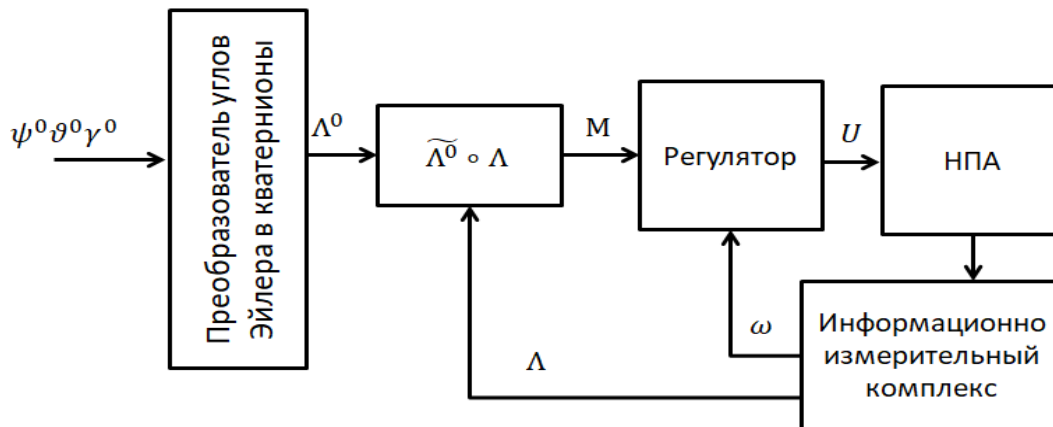 ψ⁰ϑ⁰γ⁰
Преобразователь углов
Эйлера в кватернионы
Λ⁰
Λ̃⁰ ∘ Λ
M
Регулятор
U
НПА
ω
Λ
Информационно
измерительный
комплекс